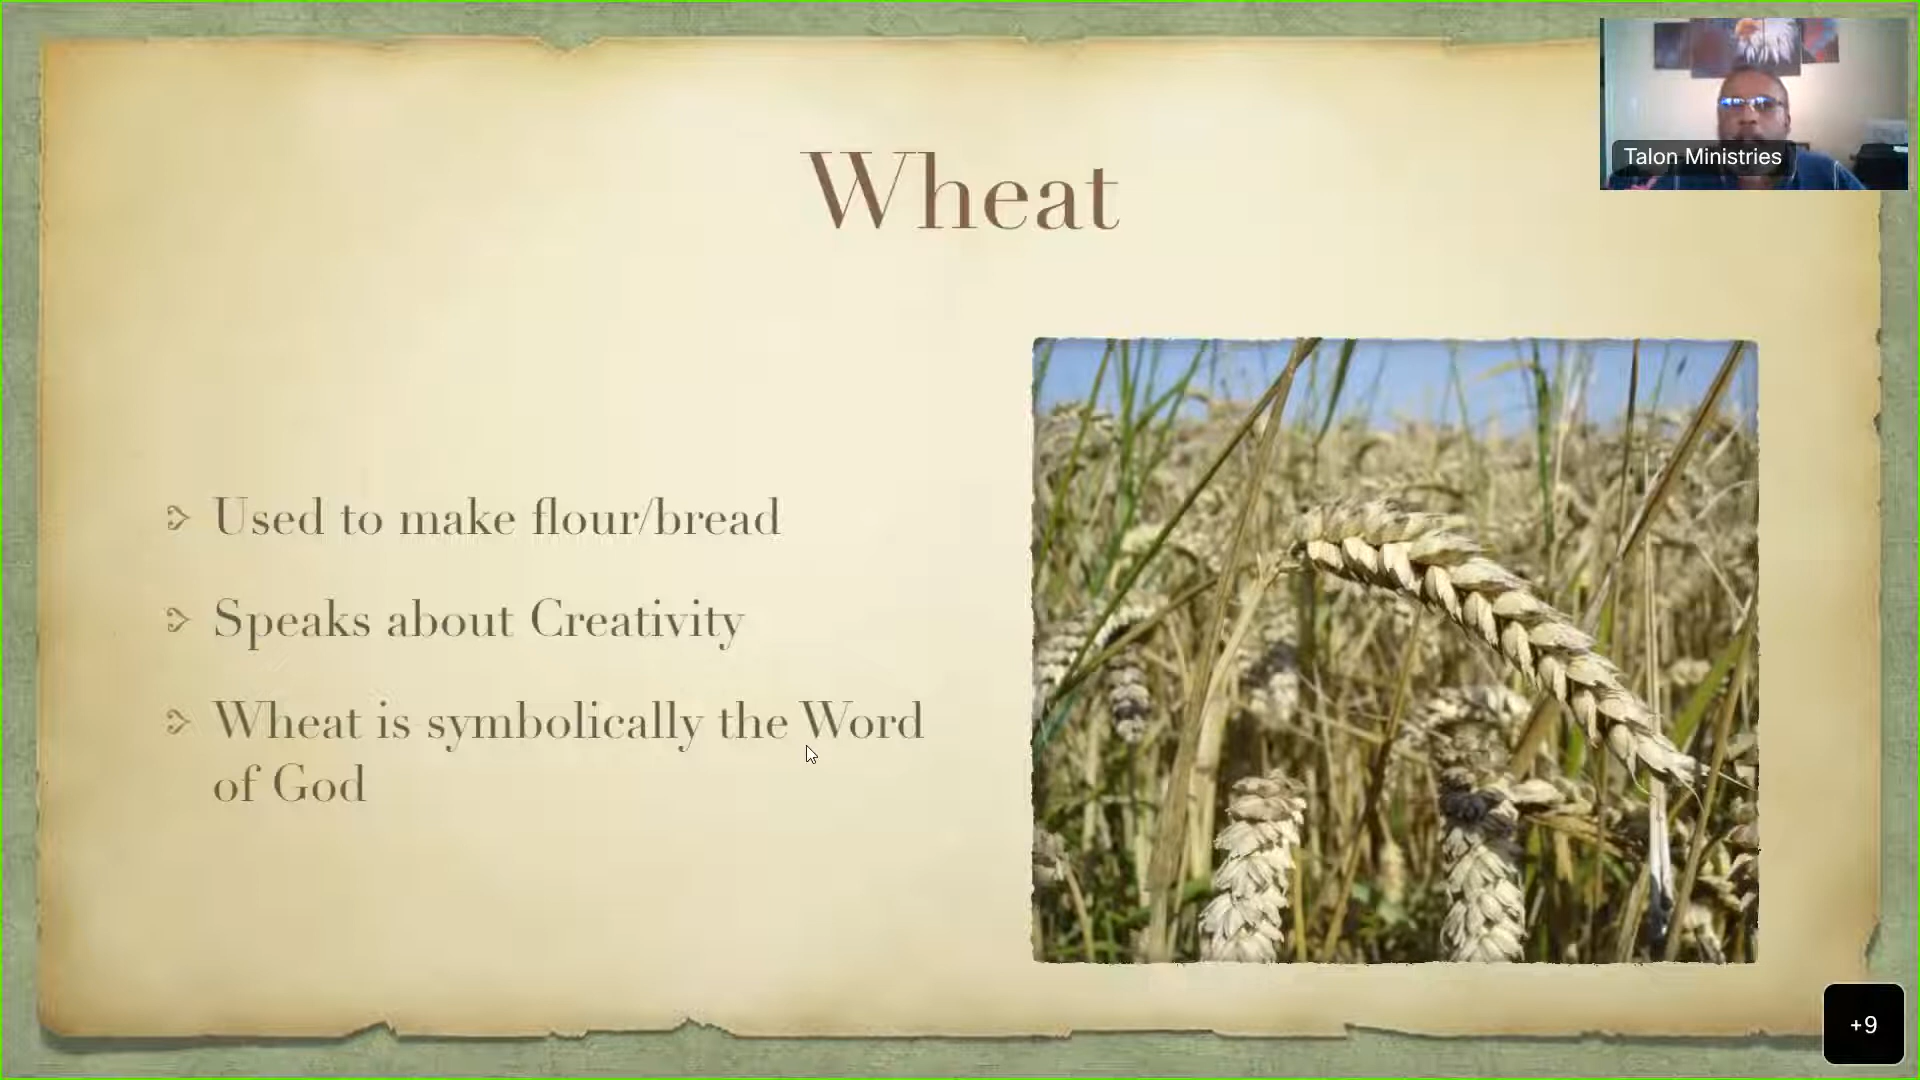 Talon Ministries
Wheat
Used to make flour/bread
Speaks about Creativity
Wheat is symbolically the Word
of God
+9